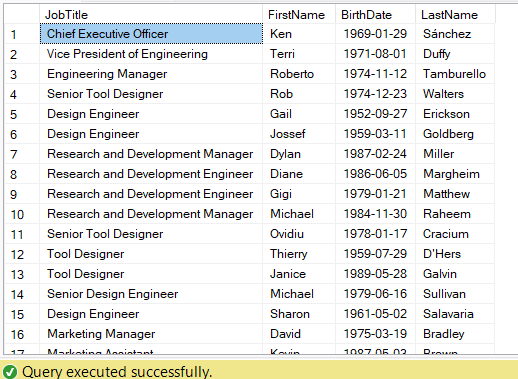 JobTitle FirstName BirthDate LastName
1 Chief Executive Officer Ken 1969-01-29 Sánchez
2 Vice President of Engineering Terri 1971-08-01 Duffy
3 Engineering Manager Roberto 1974-11-12 Tamburello
4 Senior Tool Designer Rob 1974-12-23 Walters
5 Design Engineer Gail 1952-09-27 Erickson
6 Design Engineer Jossef 1959-03-11 Goldberg
7 Research and Development Manager Dylan 1987-02-24 Miller
8 Research and Development Engineer Diane 1986-06-05 Margheim
9 Research and Development Engineer Gigi 1979-01-21 Matthew
10 Research and Development Manager Michael 1984-11-30 Raheem
11 Senior Tool Designer Ovidiu 1978-01-17 Cracium
12 Tool Designer Thierry 1959-07-29 D'Hers
13 Tool Designer Janice 1989-05-28 Galvin
14 Senior Design Engineer Michael 1979-06-16 Sullivan
15 Design Engineer Sharon 1961-05-02 Salavaria
16 Marketing Manager David 1975-03-19 Bradley
17 Marketing Assistant Kevin 1987-05-03 Brown
Query executed successfully.